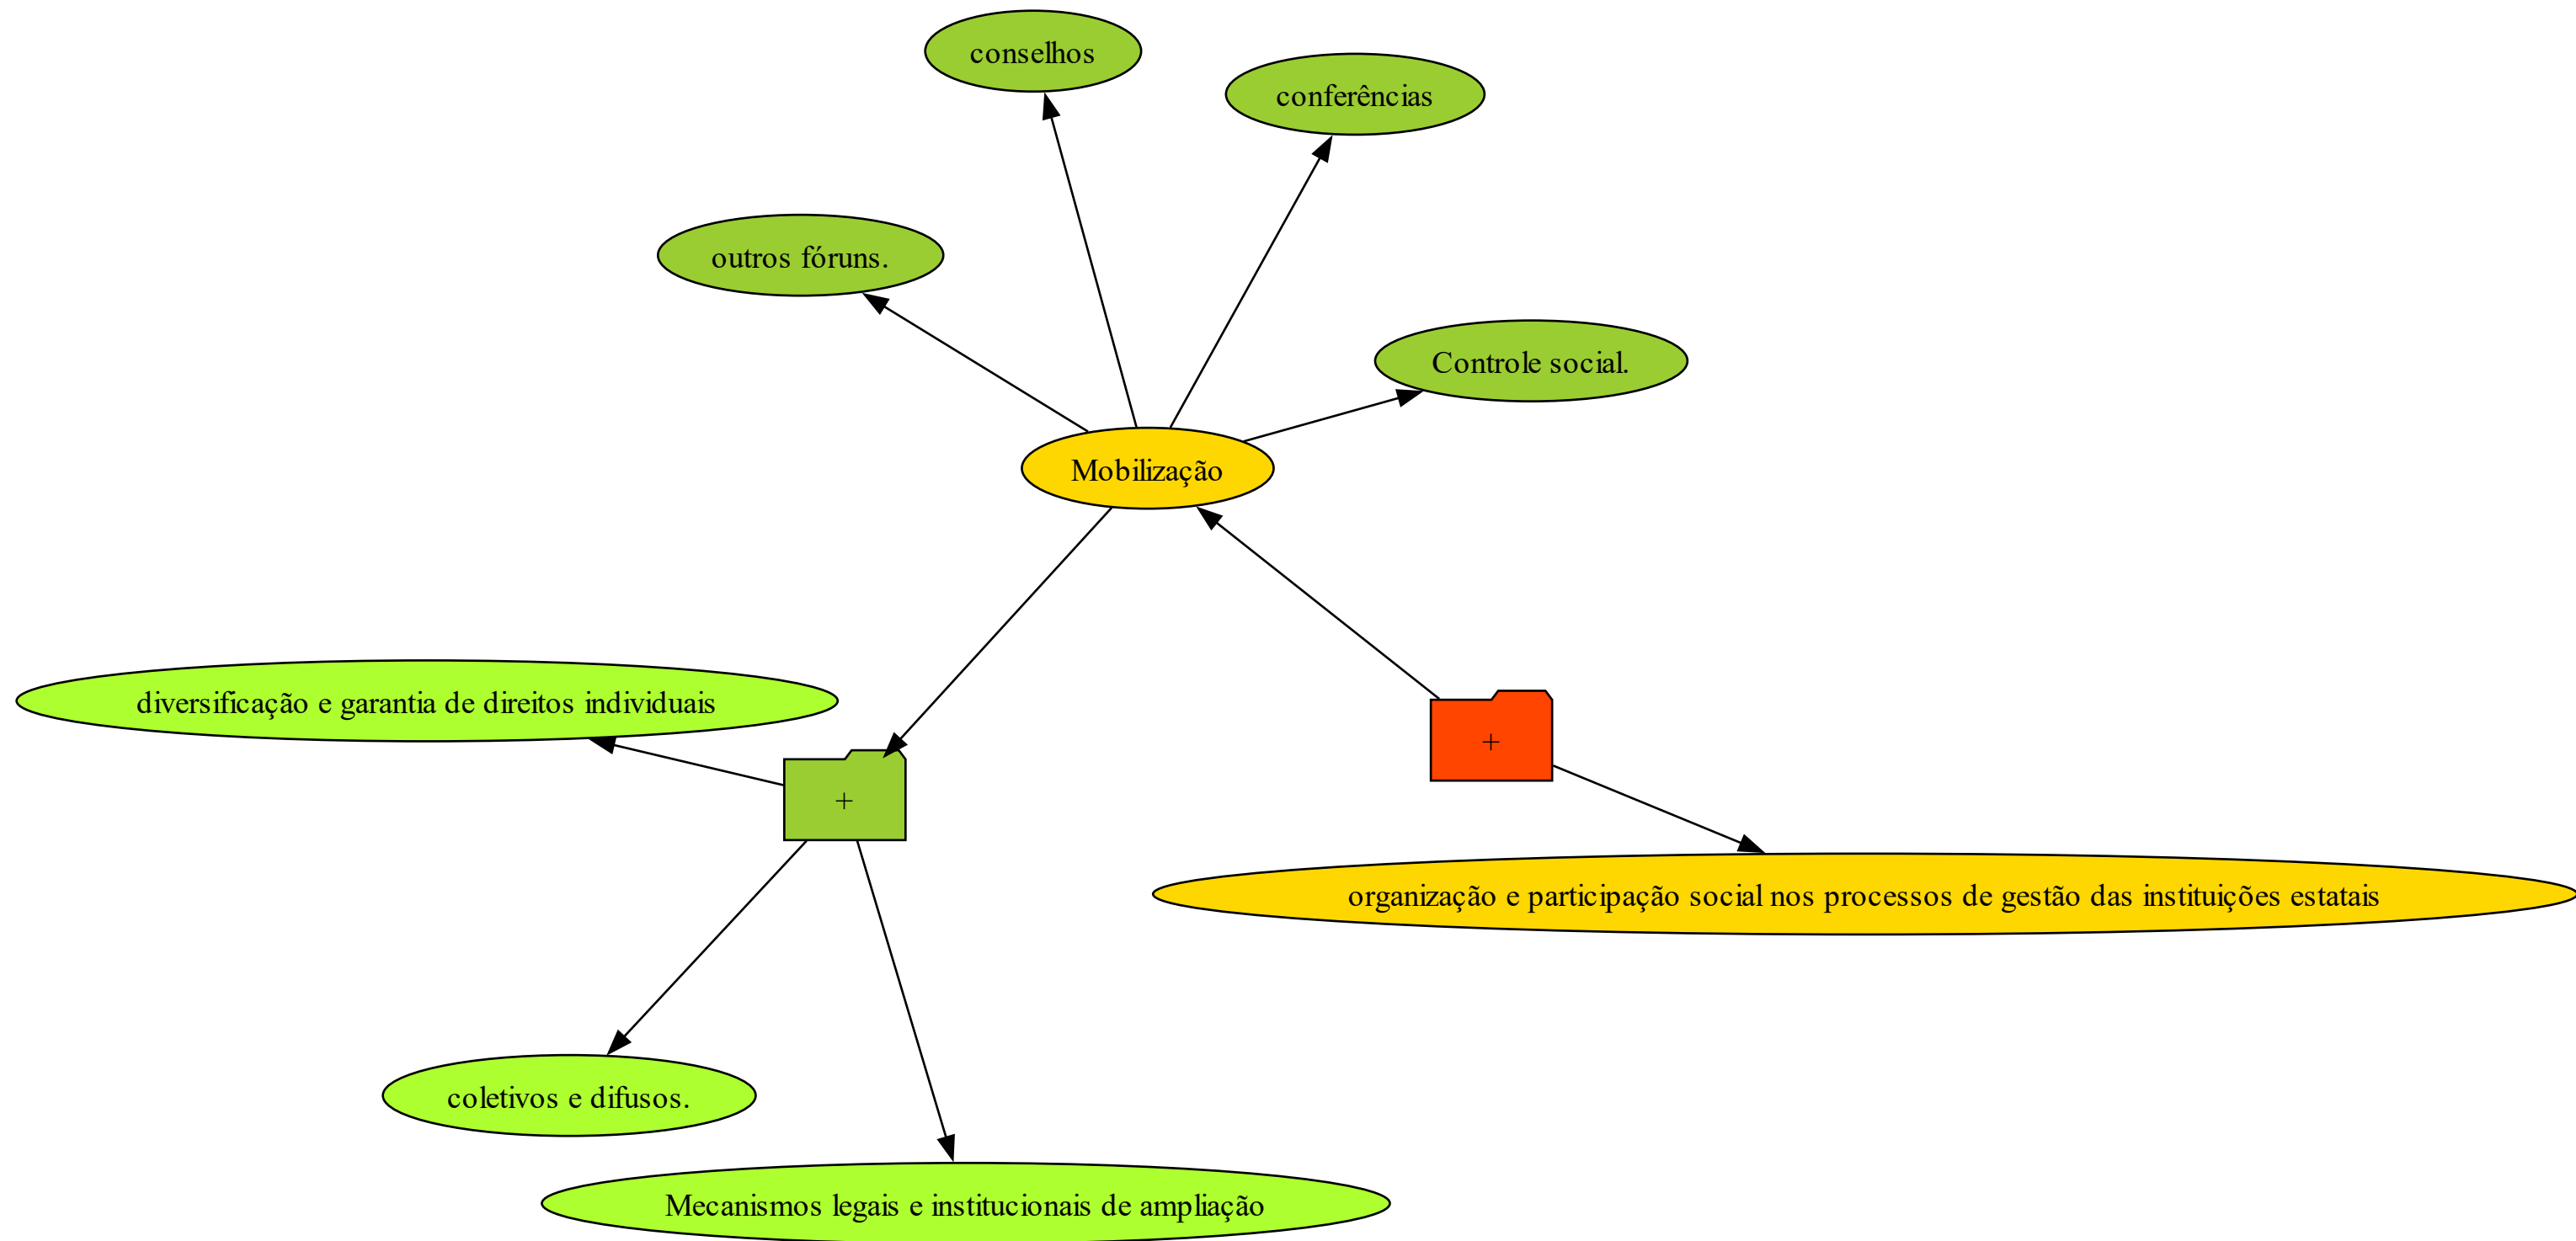 conselhos
conferências
outros fóruns.
Controle social.
Mobilização
diversificação e garantia de direitos individuais
+
+
organização e participação social nos processos de gestão das instituições estatais
coletivos e difusos.
Mecanismos legais e institucionais de ampliação